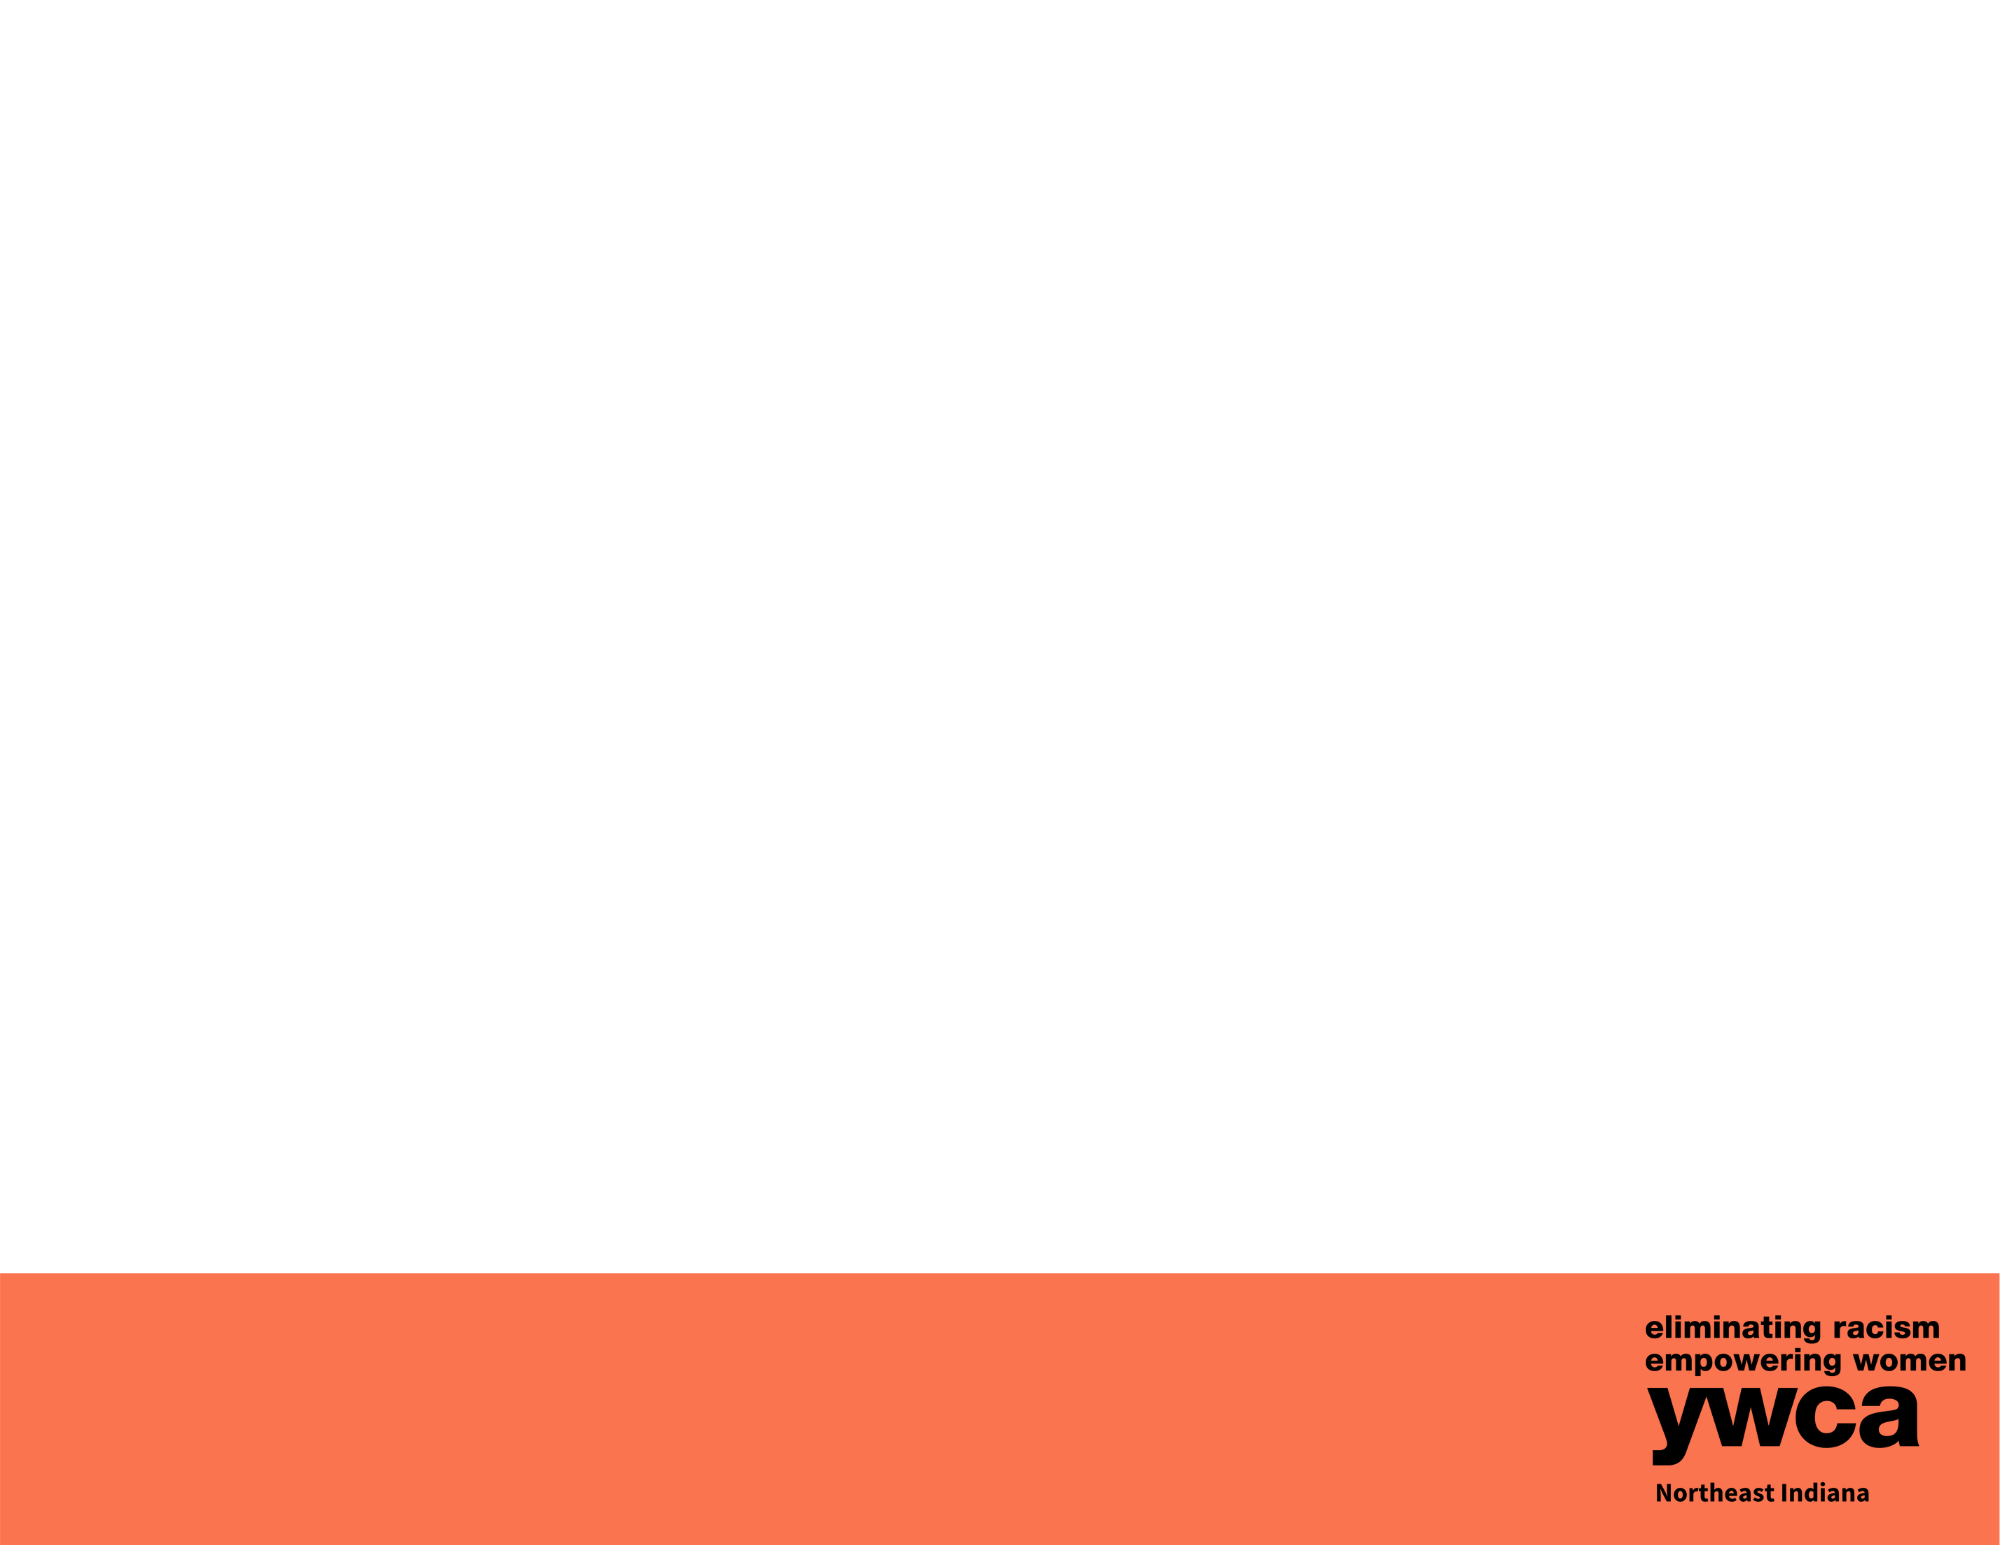 eliminating racism
empowering women
ywca
Northeast Indiana